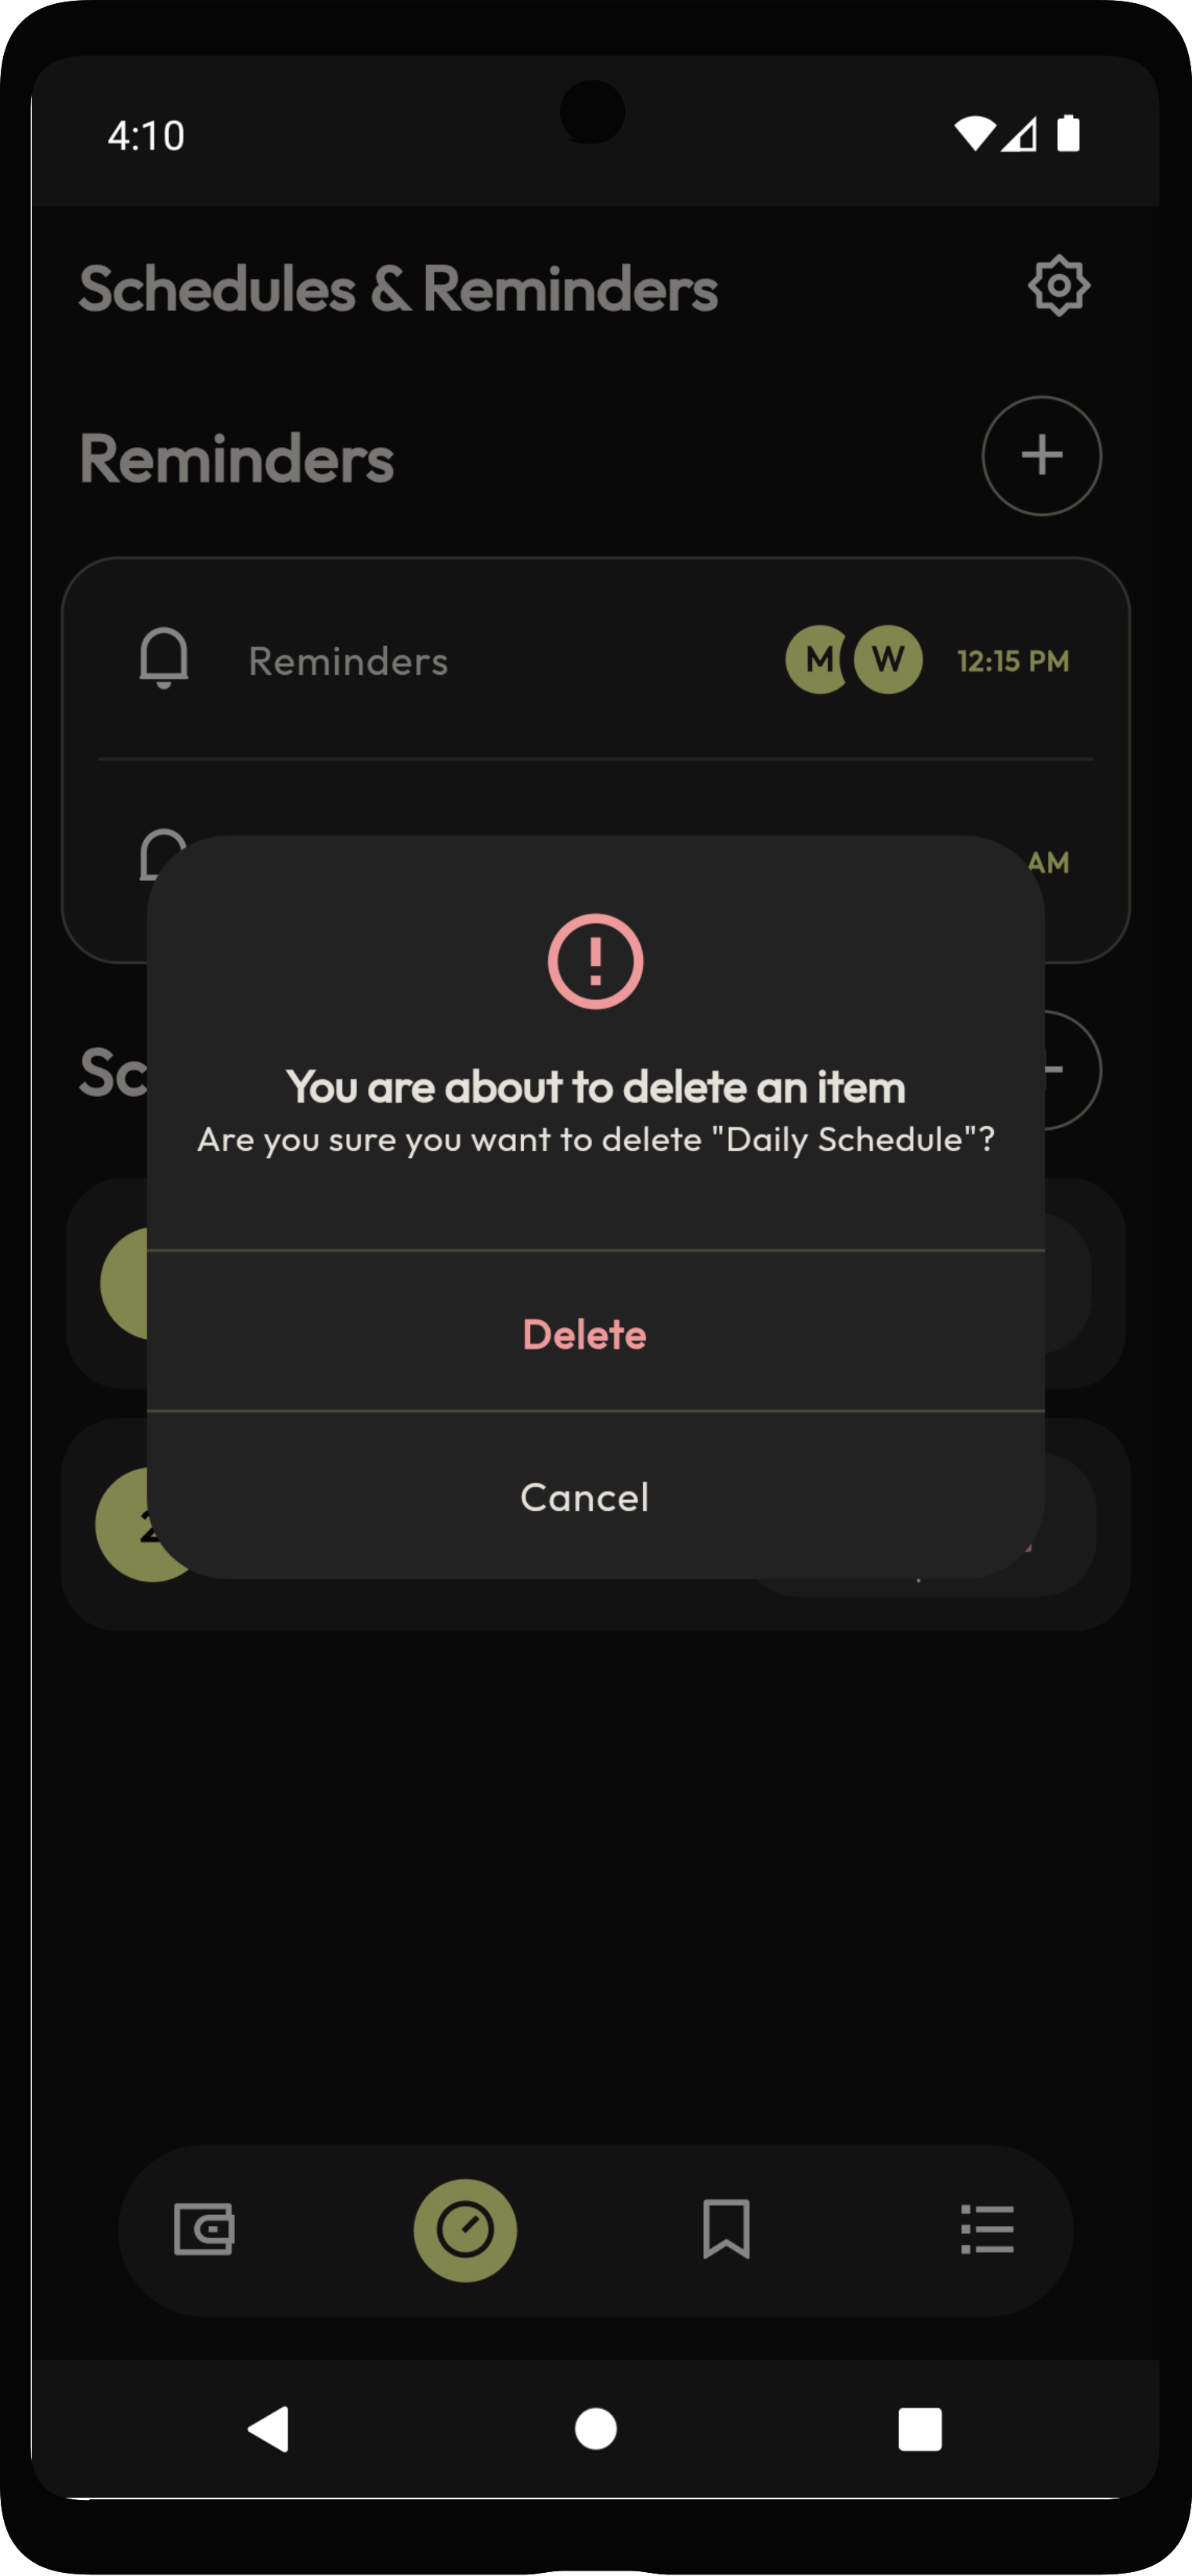 4:10
Schedules & Reminders
Reminders
Reminders
M W 12:15 PM
AM
You are about to delete an item
Are you sure you want to delete "Daily Schedule"?
Delete
Cancel